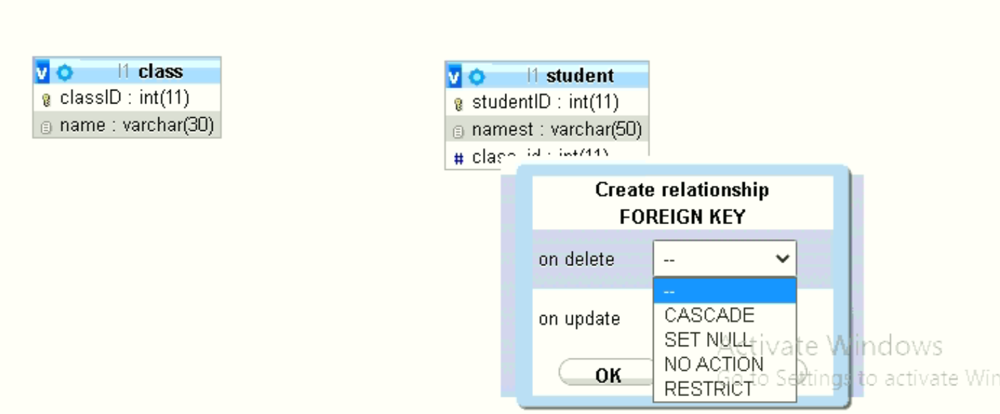 v l1 class
classID : int(11)
name : varchar(30)
v l1 student
studentID : int(11)
namest : varchar(50)
# class_id : int(11)
Create relationship
FOREIGN KEY
on delete --
--
on update
CASCADE
SET NULL
NO ACTION
RESTRICT
OK
Activate Windows
Go to Settings to activate Win